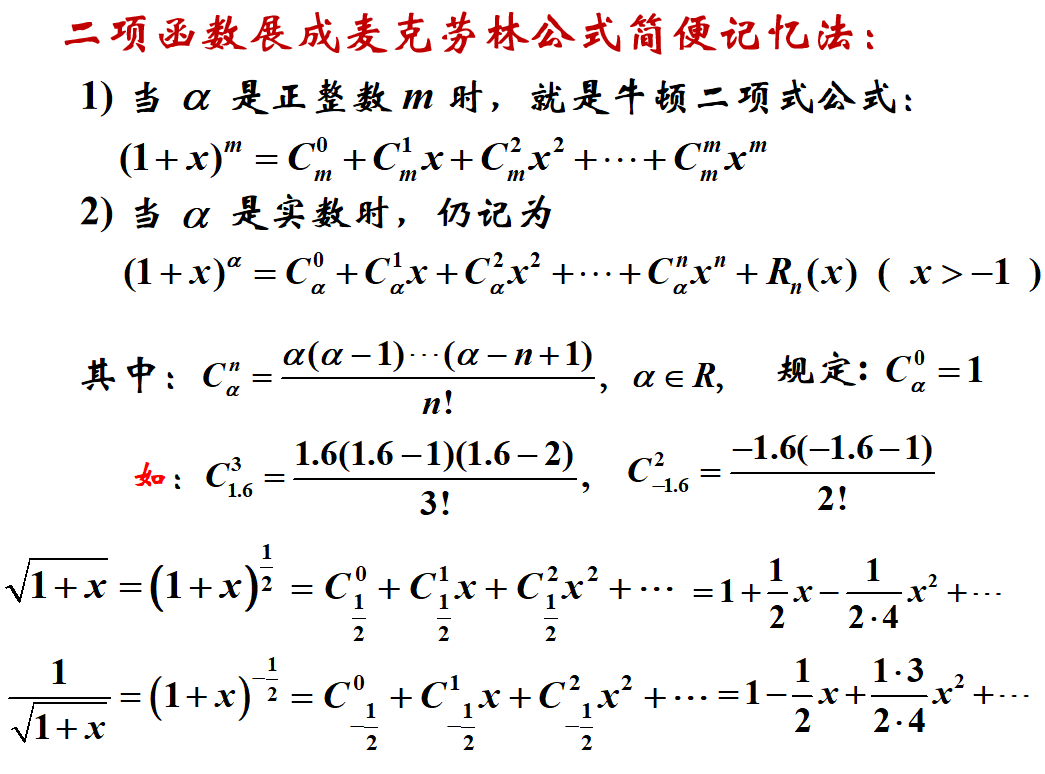 二项函数展成麦克劳林公式简便记忆法：
1) 当 α 是正整数 m 时，就是牛顿二项式公式：
$(1+x)^m = C_m^0 + C_m^1 x + C_m^2 x^2 + \cdots + C_m^m x^m$
2) 当 α 是实数时，仍记为
$(1+x)^\alpha = C_\alpha^0 + C_\alpha^1 x + C_\alpha^2 x^2 + \cdots + C_\alpha^n x^n + R_n(x)$ ( $x > -1$ )
其中：$C_\alpha^n = \frac{\alpha(\alpha-1)\cdots(\alpha-n+1)}{n!}$, $\alpha \in R$, 规定：$C_\alpha^0 = 1$
如：$C_{1.6}^3 = \frac{1.6(1.6-1)(1.6-2)}{3!}$, $C_{-1.6}^2 = \frac{-1.6(-1.6-1)}{2!}$
$\sqrt{1+x} = (1+x)^{\frac{1}{2}} = C_{\frac{1}{2}}^0 + C_{\frac{1}{2}}^1 x + C_{\frac{1}{2}}^2 x^2 + \cdots = 1 + \frac{1}{2}x - \frac{1}{2 \cdot 4}x^2 + \cdots$
$\frac{1}{\sqrt{1+x}} = (1+x)^{-\frac{1}{2}} = C_{-\frac{1}{2}}^0 + C_{-\frac{1}{2}}^1 x + C_{-\frac{1}{2}}^2 x^2 + \cdots = 1 - \frac{1}{2}x + \frac{1 \cdot 3}{2 \cdot 4}x^2 + \cdots$